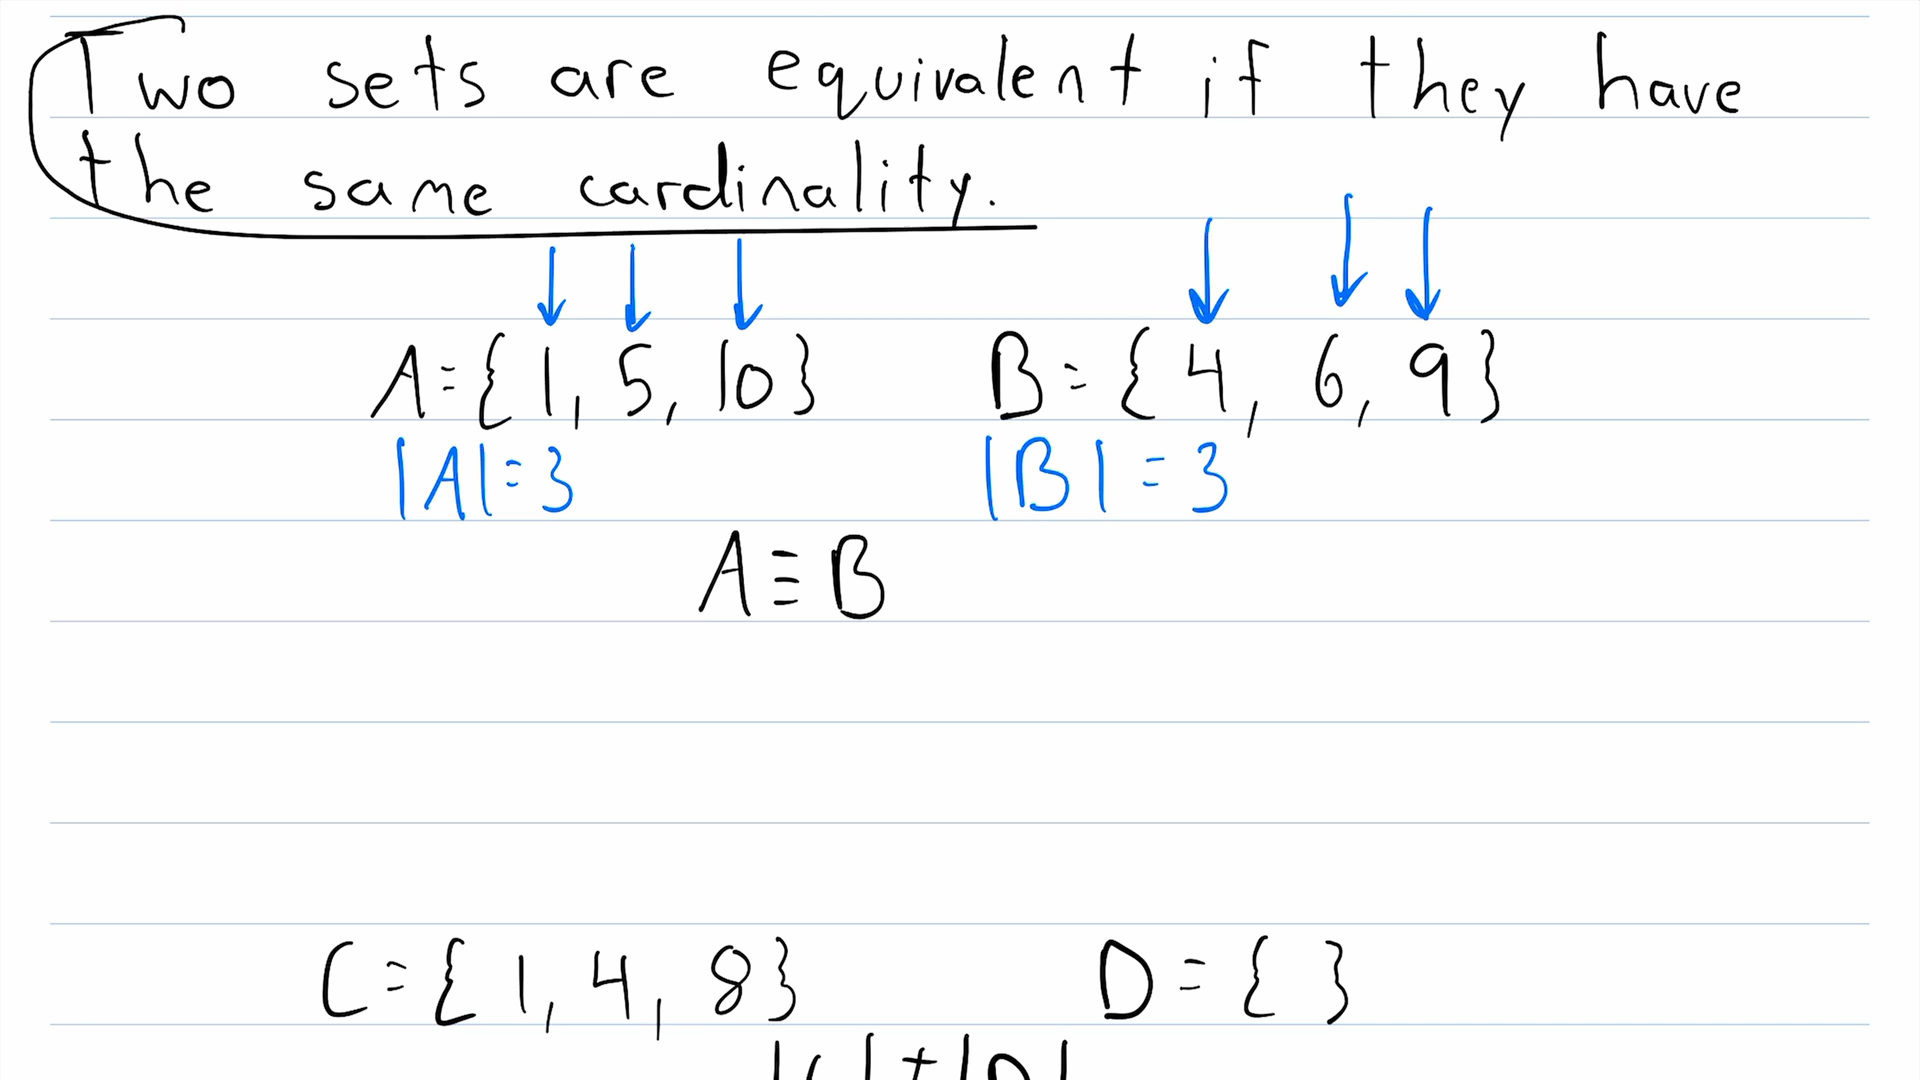 Two sets are equivalent if they have
the same cardinality.
A={1, 5, 10} B={4, 6, 9}
|A|=3 |B|=3
A≡B
C={1, 4, 8} D={ }